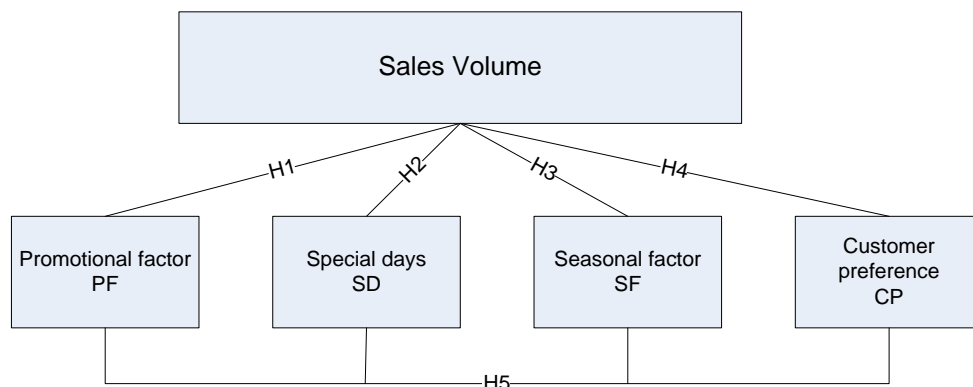 Sales Volume
H1
H2
H3
H4
Promotional factor
PF
Special days
SD
Seasonal factor
SF
Customer
preference
CP
H5